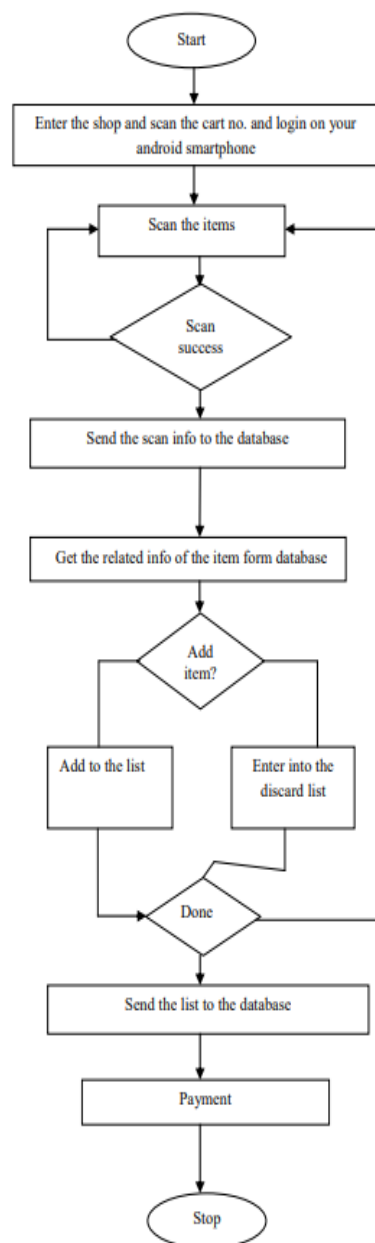 Start
Enter the shop and scan the cart no. and login on your
android smartphone
Scan the items
Scan
success
Send the scan info to the database
Get the related info of the item form database
Add
item?
Add to the list
Enter into the
discard list
Done
Send the list to the database
Payment
Stop